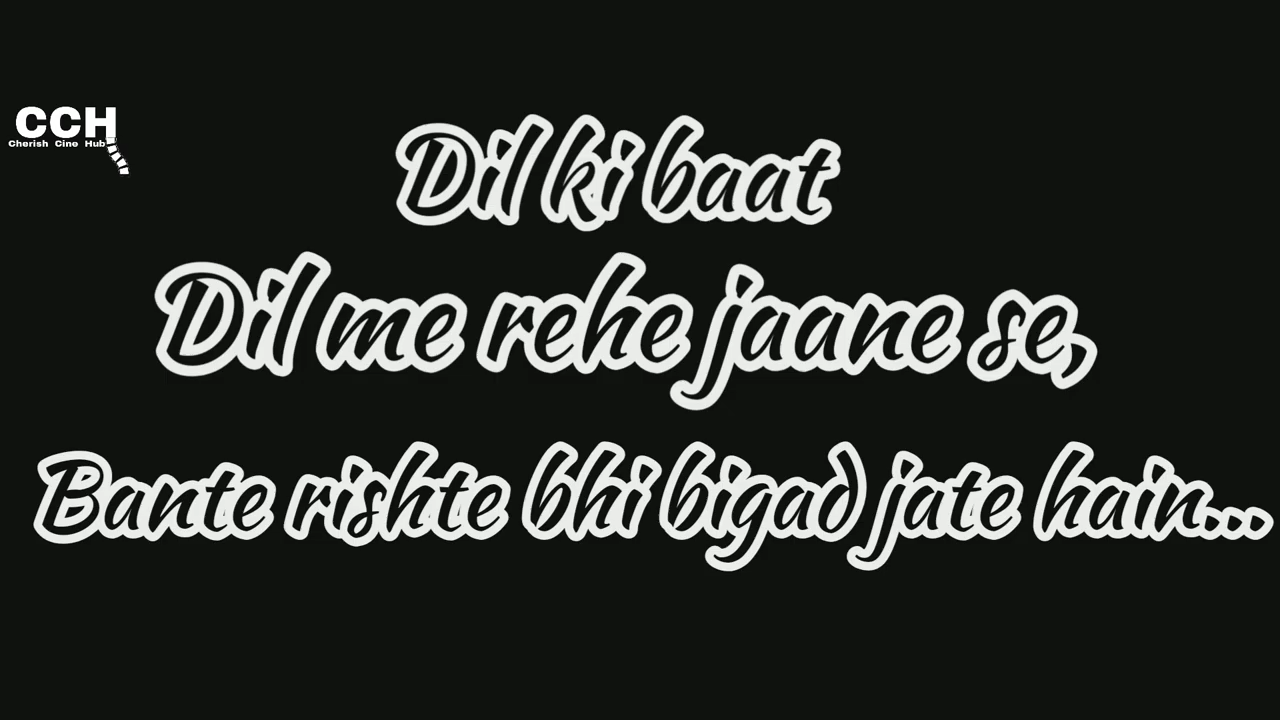 CCH
Cherish Cine Hub
Dil ki baat
Dil me rehe jaane se,
Bante rishte bhi bigad jate hain...